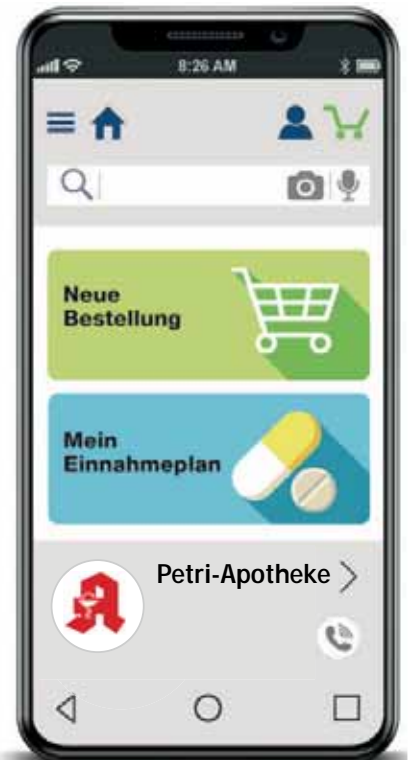 8:26 AM
Neue
Bestellung
Mein
Einnahmeplan
Petri-Apotheke